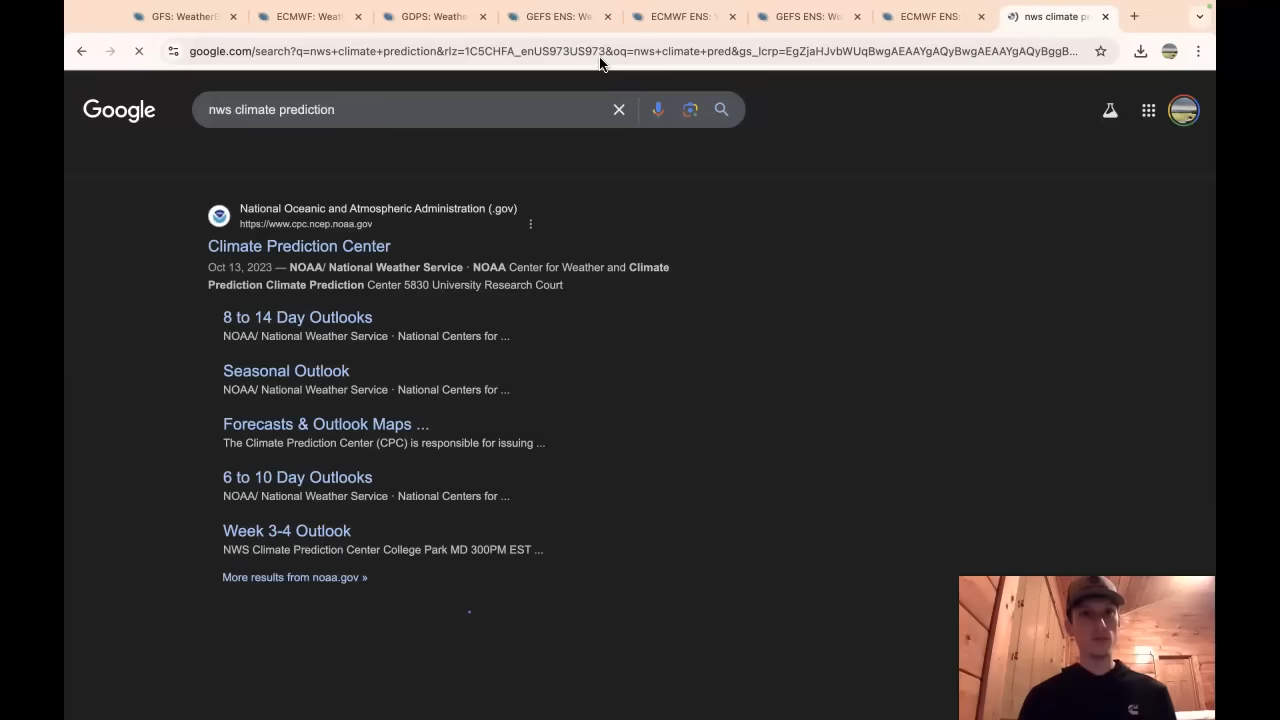 GFS: Weather
ECMWF: Weat
GDPS: Weathe
GEFS ENS: We
ECMWF ENS:
GEFS ENS: We
ECMWF ENS:
nws climate p
google.com/search?q=nws+climate+prediction&rlz=1C5CHFA_enUS973US973&oq=nws+climate+pred&gs_lcrp=EgZjaHJvbWUqBwgAEAAYgAQyBwgAEAAYgAQyBggB...
Google
nws climate prediction
National Oceanic and Atmospheric Administration (.gov)
https://www.cpc.ncep.noaa.gov
Climate Prediction Center
Oct 13, 2023 — NOAA/ National Weather Service · NOAA Center for Weather and Climate
Prediction Climate Prediction Center 5830 University Research Court
8 to 14 Day Outlooks
NOAA/ National Weather Service · National Centers for ...
Seasonal Outlook
NOAA/ National Weather Service · National Centers for ...
Forecasts & Outlook Maps ...
The Climate Prediction Center (CPC) is responsible for issuing ...
6 to 10 Day Outlooks
NOAA/ National Weather Service · National Centers for ...
Week 3-4 Outlook
NWS Climate Prediction Center College Park MD 300PM EST ...
More results from noaa.gov »